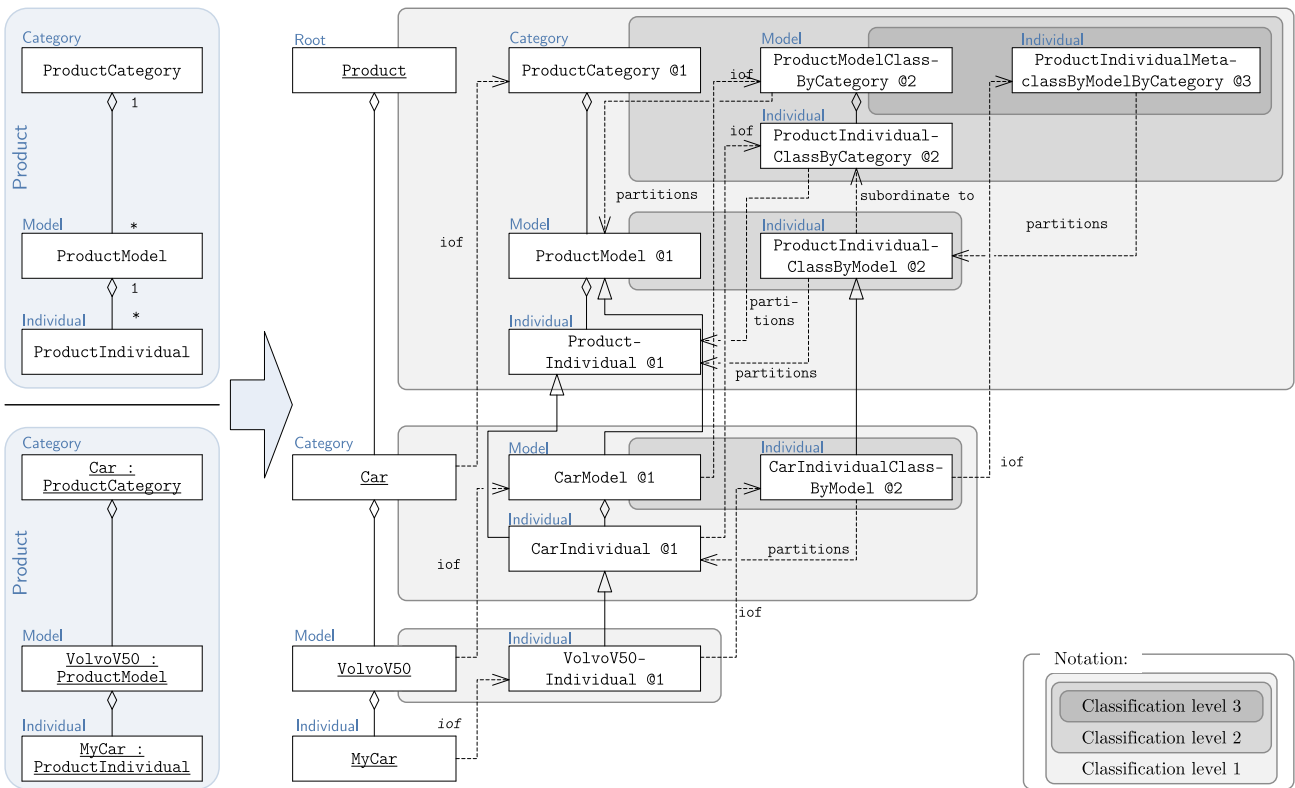 Category
ProductCategory
1
Product
*
Model
ProductModel
1
*
Individual
ProductIndividual
Category
Car :
ProductCategory
Product
Model
VolvoV50 :
ProductModel
Individual
MyCar :
ProductIndividual
Root
Product
Category
ProductCategory @1
Model
ProductModelClass-
ByCategory @2
Individual
ProductIndividualMeta-
classByModelByCategory @3
iof
Individual
ProductIndividual-
ClassByCategory @2
iof
partitions
subordinate to
partitions
iof
Model
ProductModel @1
Individual
ProductIndividual-
ClassByModel @2
parti-
tions
Individual
Product-
Individual @1
partitions
Category
Car
Model
CarModel @1
Individual
CarIndividualClass-
ByModel @2
iof
Individual
CarIndividual @1
partitions
iof
iof
Model
VolvoV50
Individual
VolvoV50-
Individual @1
iof
Individual
MyCar
Notation:
Classification level 3
Classification level 2
Classification level 1